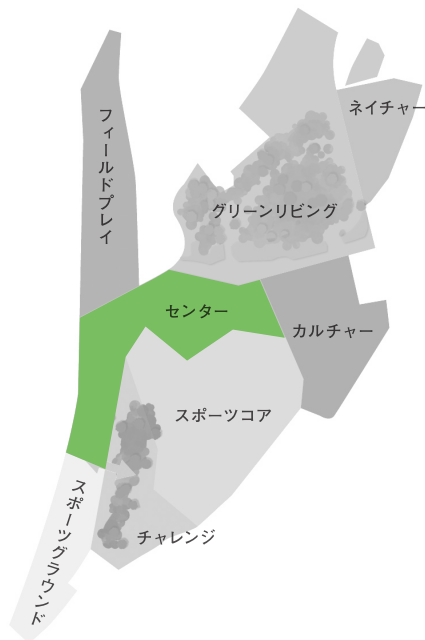 ネイチャー
フィールドプレイ
グリーンリビング
センター
カルチャー
スポーツコア
スポーツグラウンド
チャレンジ